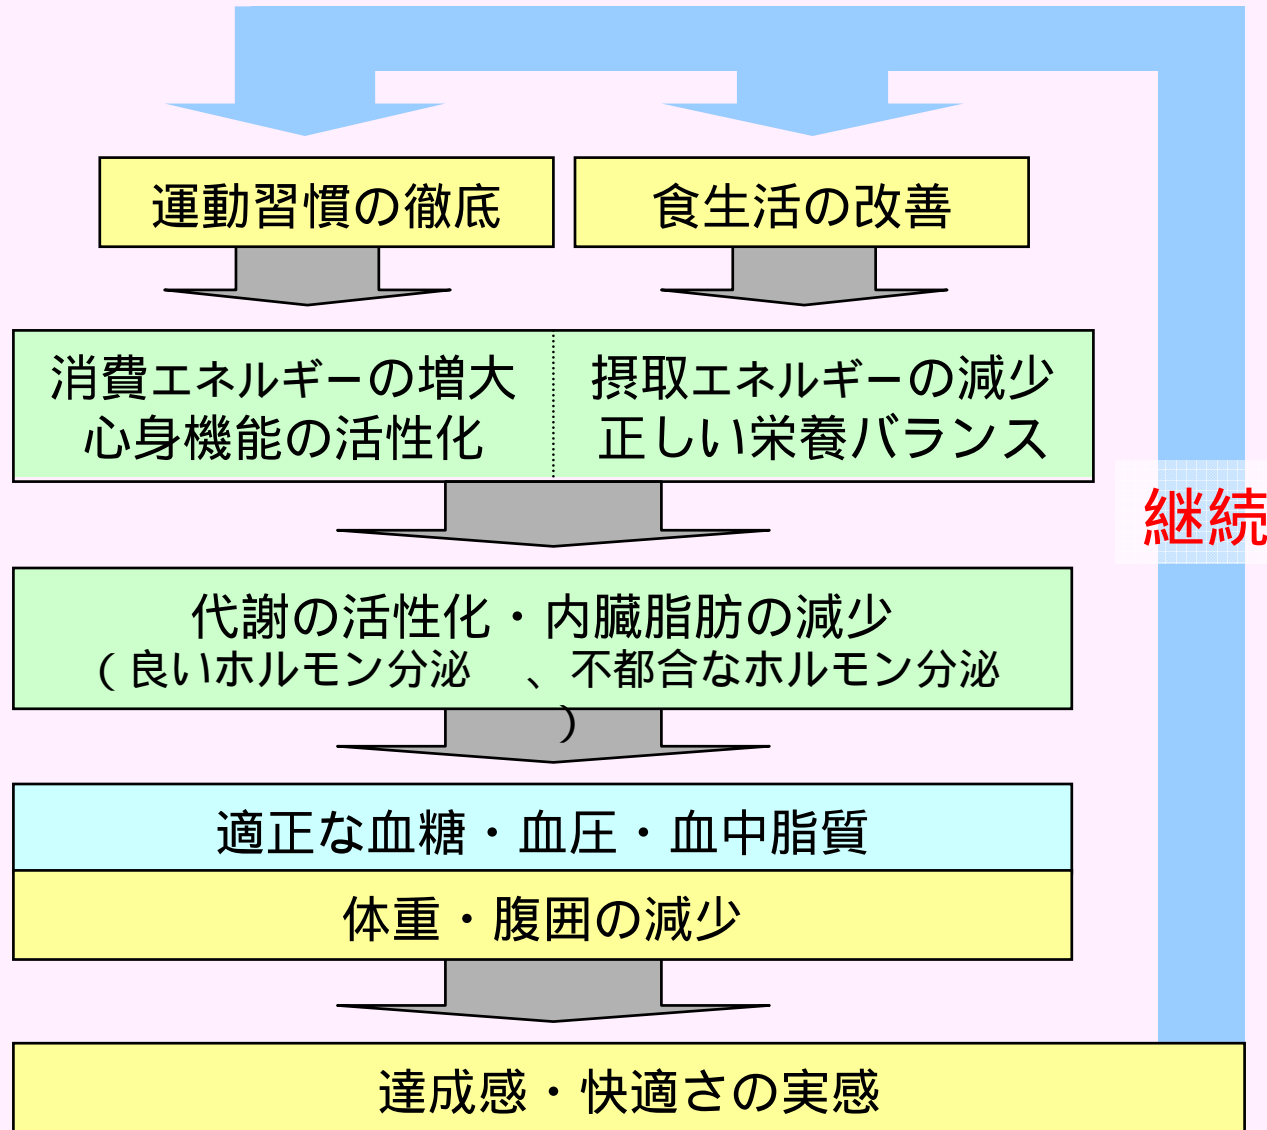 運動習慣の徹底
食生活の改善
消費エネルギーの増大
心身機能の活性化
摂取エネルギーの減少
正しい栄養バランス
継続
代謝の活性化・内臓脂肪の減少
（良いホルモン分泌　、不都合なホルモン分泌
）
適正な血糖・血圧・血中脂質
体重・腹囲の減少
達成感・快適さの実感